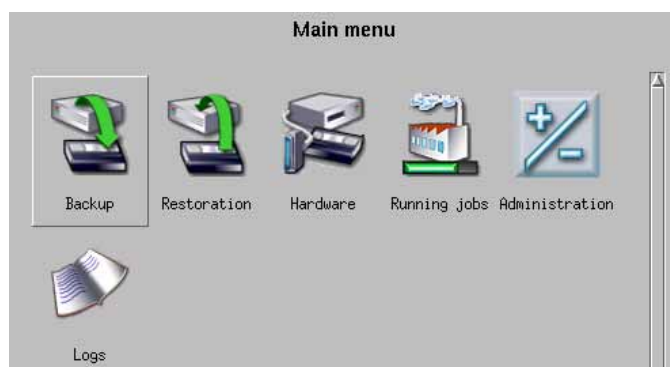 Main menu
Backup
Restoration
Hardware
Running jobs
Administration
Logs